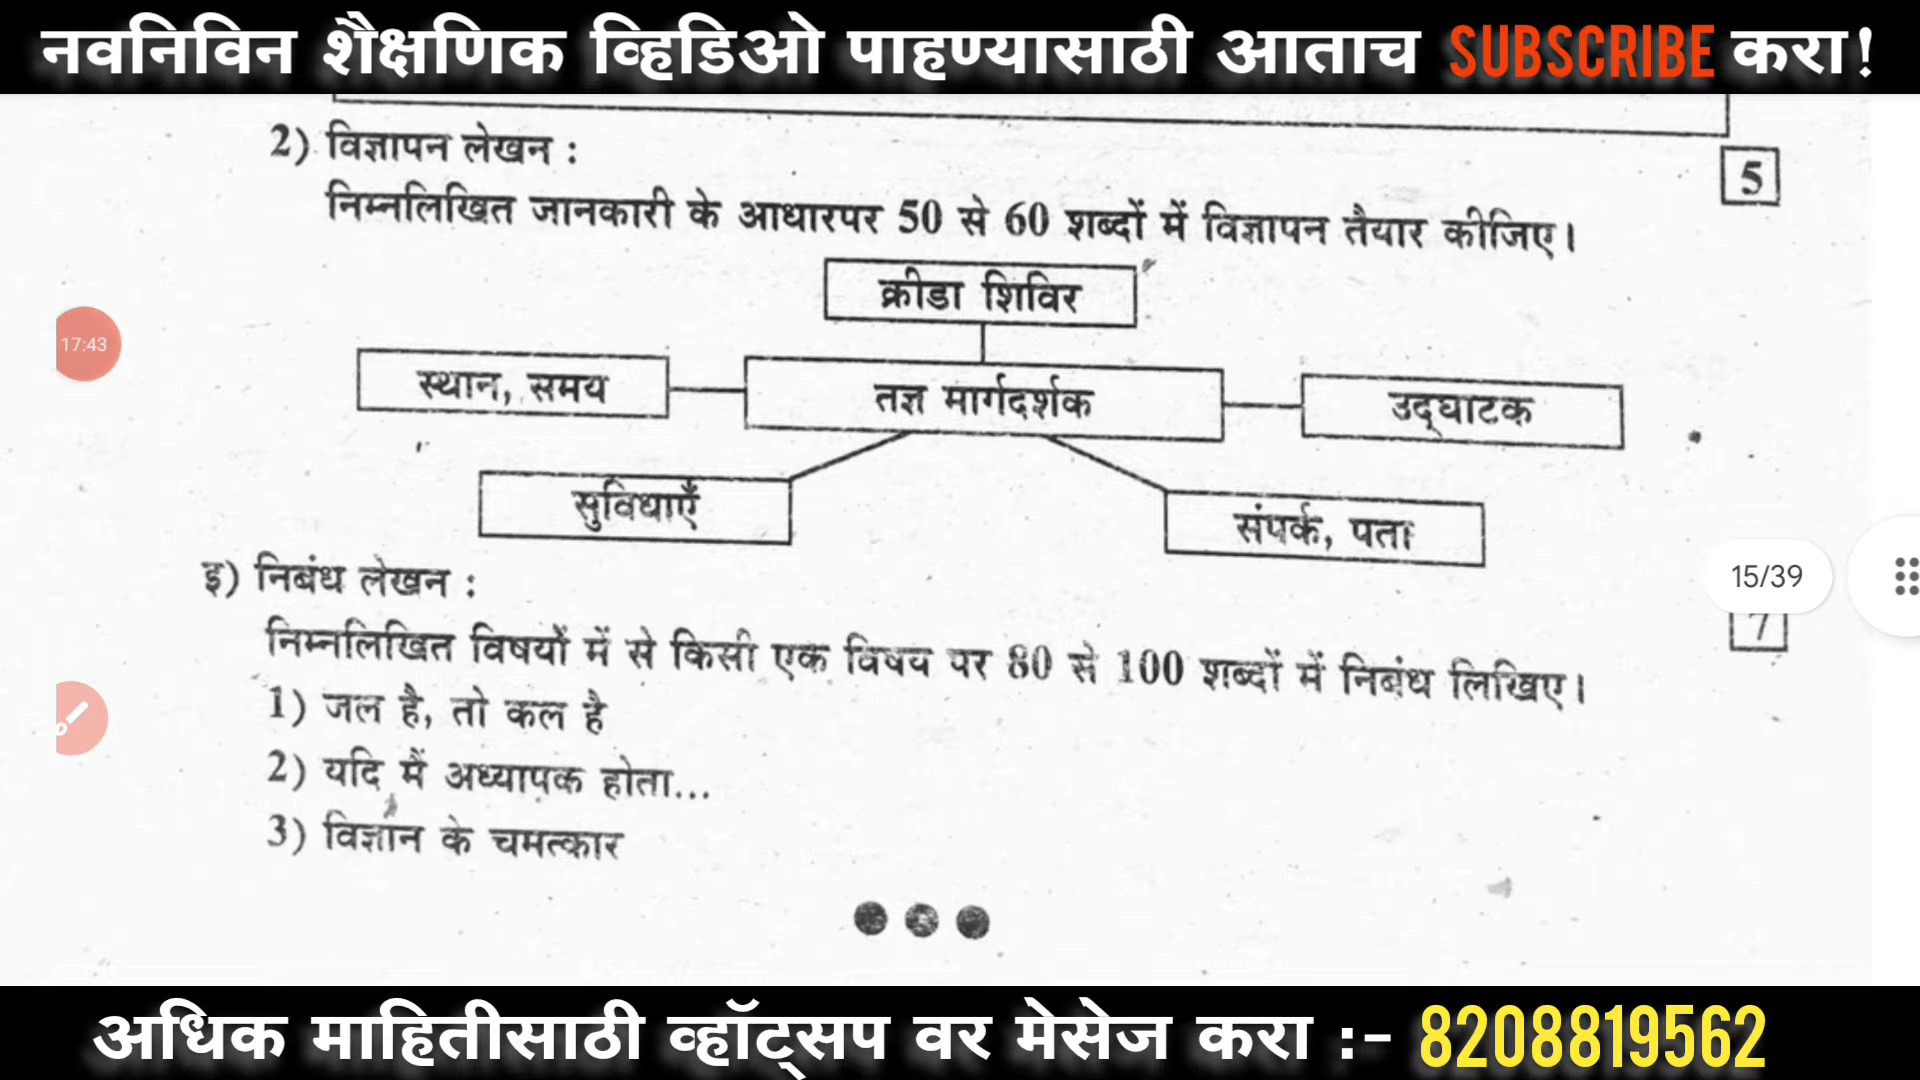 नवनिविन शैक्षणिक व्हिडिओ पाहण्यासाठी आताच SUBSCRIBE करा!
2) विज्ञापन लेखन :
5
निम्नलिखित जानकारी के आधारपर 50 से 60 शब्दों में विज्ञापन तैयार कीजिए।
क्रीडा शिविर
17:43
स्थान, समय
तज्ञ मार्गदर्शक
उद्‌घाटक
सुविधाएँ
संपर्क, पता
इ) निबंध लेखन :
15/39
7
निम्नलिखित विषयों में से किसी एक विषय पर 80 से 100 शब्दों में निबंध लिखिए।
1) जल है, तो कल है
2) यदि मैं अध्यापक होता...
3) विज्ञान के चमत्कार
अधिक माहितीसाठी व्हॉट्सप वर मेसेज करा :- 8208819562